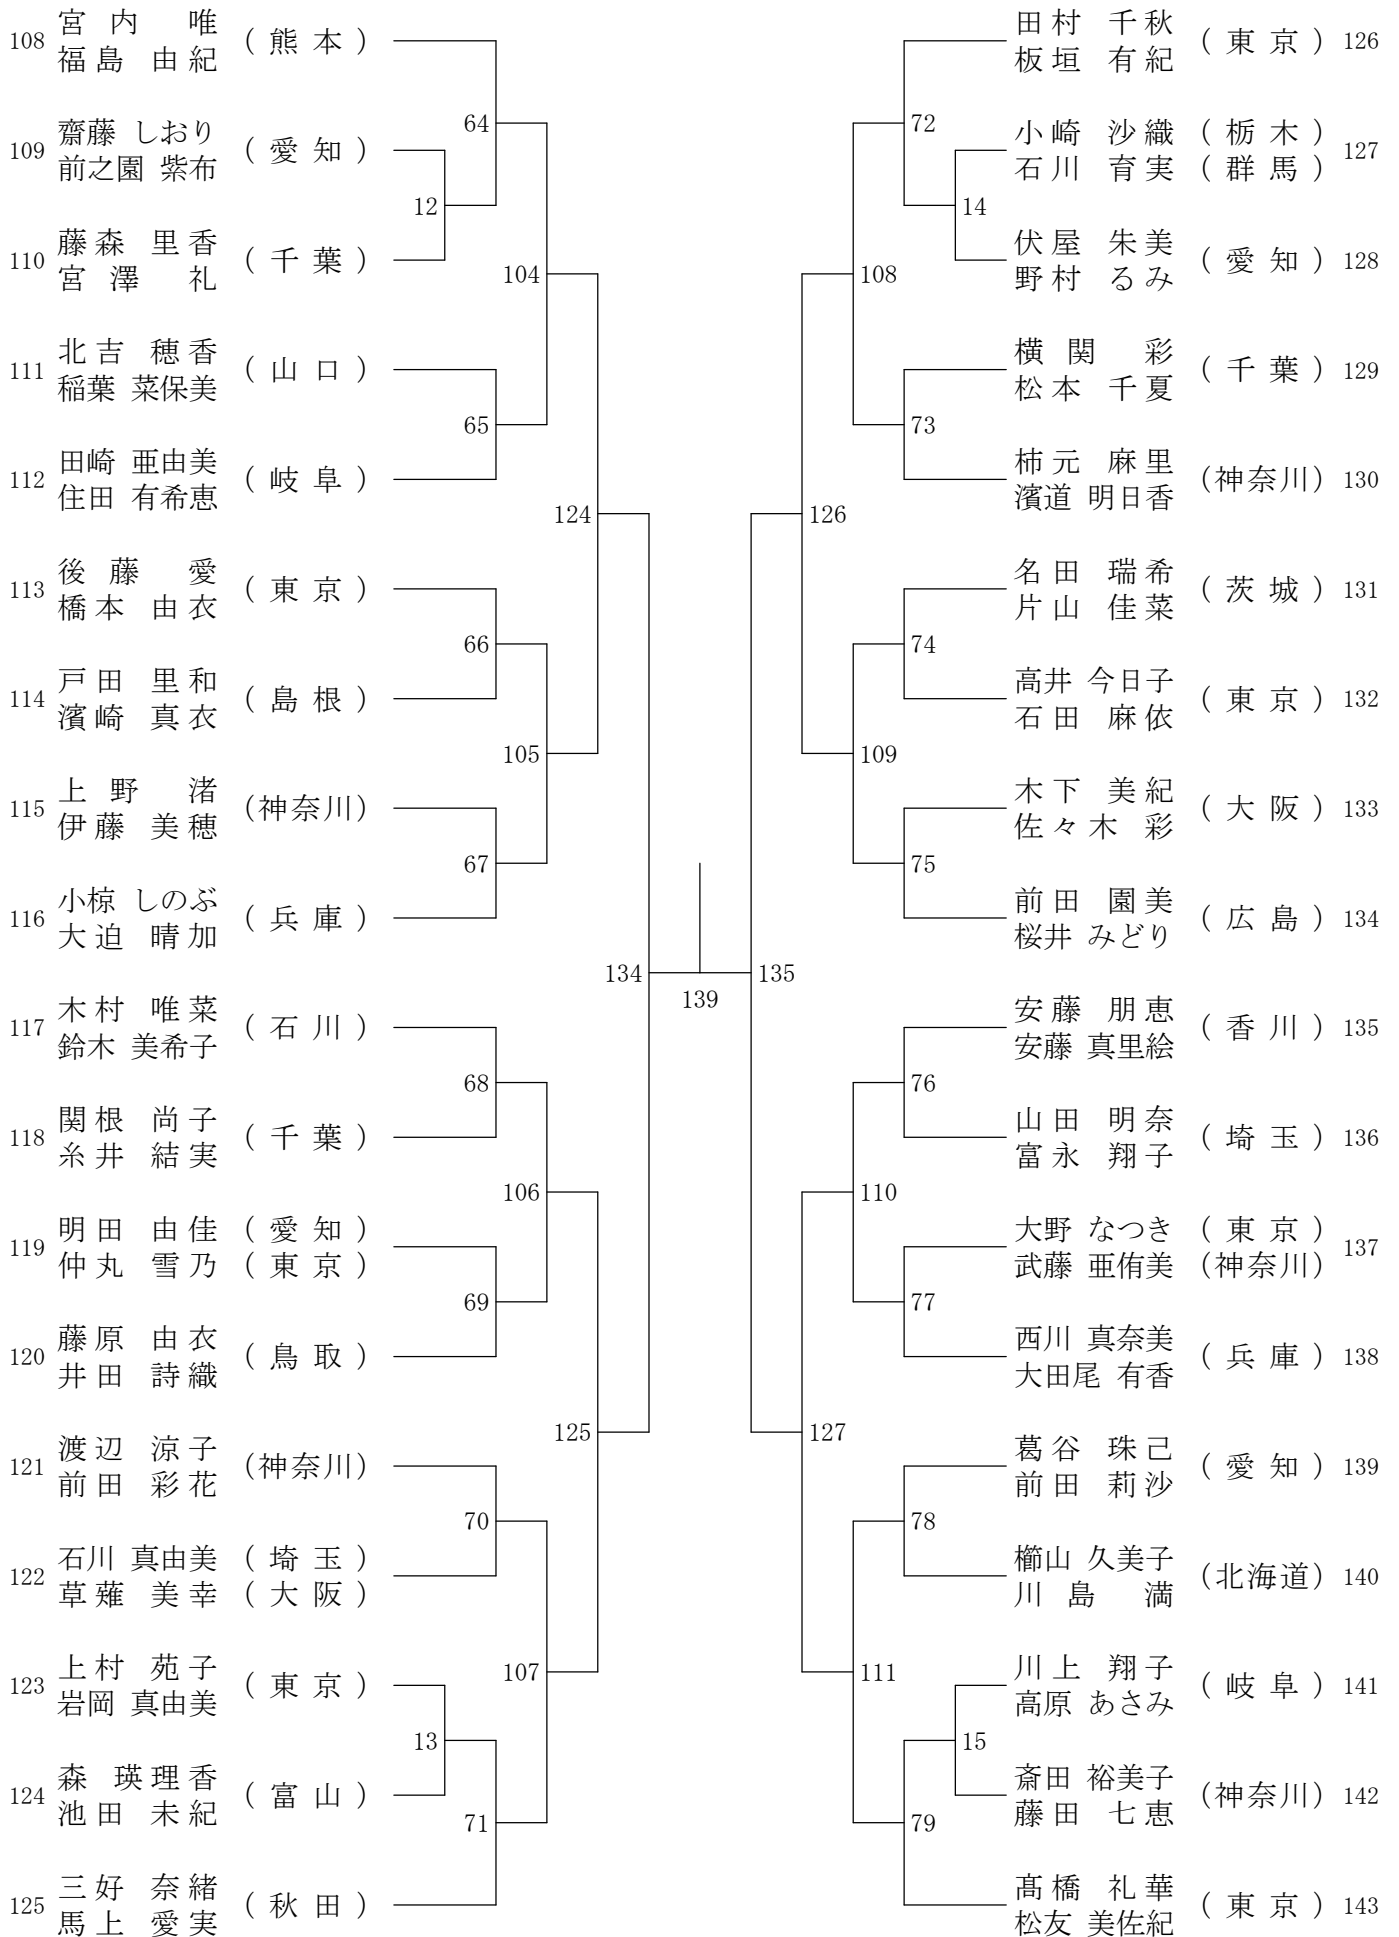 108 宮内 唯 福島 由紀 (熊本)
109 齋藤 しおり 前之園 紫布 (愛知)
110 藤森 里香 宮澤 礼 (千葉)
111 北吉 穂香 稲葉 菜保美 (山口)
112 田崎 亜由美 住田 有希恵 (岐阜)
113 後藤 愛 橋本 由衣 (東京)
114 戸田 里和 濱崎 真衣 (島根)
115 上野 渚 伊藤 美穂 (神奈川)
116 小椋 しのぶ 大迫 晴加 (兵庫)
117 木村 唯菜 鈴木 美希子 (石川)
118 関根 尚子 糸井 結実 (千葉)
119 明田 由佳 (愛知) 仲丸 雪乃 (東京)
120 藤原 由衣 井田 詩織 (鳥取)
121 渡辺 涼子 前田 彩花 (神奈川)
122 石川 真由美 (埼玉) 草薙 美幸 (大阪)
123 上村 苑子 岩岡 真由美 (東京)
124 森 瑛理香 池田 未紀 (富山)
125 三好 奈緒 馬上 愛実 (秋田)
64
12
104
65
124
66
105
67
134
68
106
69
125
70
107
13
71
139
135
72
14
108
73
126
74
109
75
76
110
77
127
78
111
15
79
田村 千秋 板垣 有紀 (東京) 126
小崎 沙織 (栃木) 石川 育実 (群馬) 127
伏屋 朱美 野村 るみ (愛知) 128
横関 彩 松本 千夏 (千葉) 129
柿元 麻里 濱道 明日香 (神奈川) 130
名田 瑞希 片山 佳菜 (茨城) 131
高井 今日子 石田 麻依 (東京) 132
木下 美紀 佐々木 彩 (大阪) 133
前田 園美 桜井 みどり (広島) 134
安藤 朋恵 安藤 真里絵 (香川) 135
山田 明奈 富永 翔子 (埼玉) 136
大野 なつき (東京) 武藤 亜侑美 (神奈川) 137
西川 真奈美 大田尾 有香 (兵庫) 138
葛谷 珠己 前田 莉沙 (愛知) 139
櫛山 久美子 川島 満 (北海道) 140
川上 翔子 高原 あさみ (岐阜) 141
斎田 裕美子 藤田 七恵 (神奈川) 142
髙橋 礼華 松友 美佐紀 (東京) 143